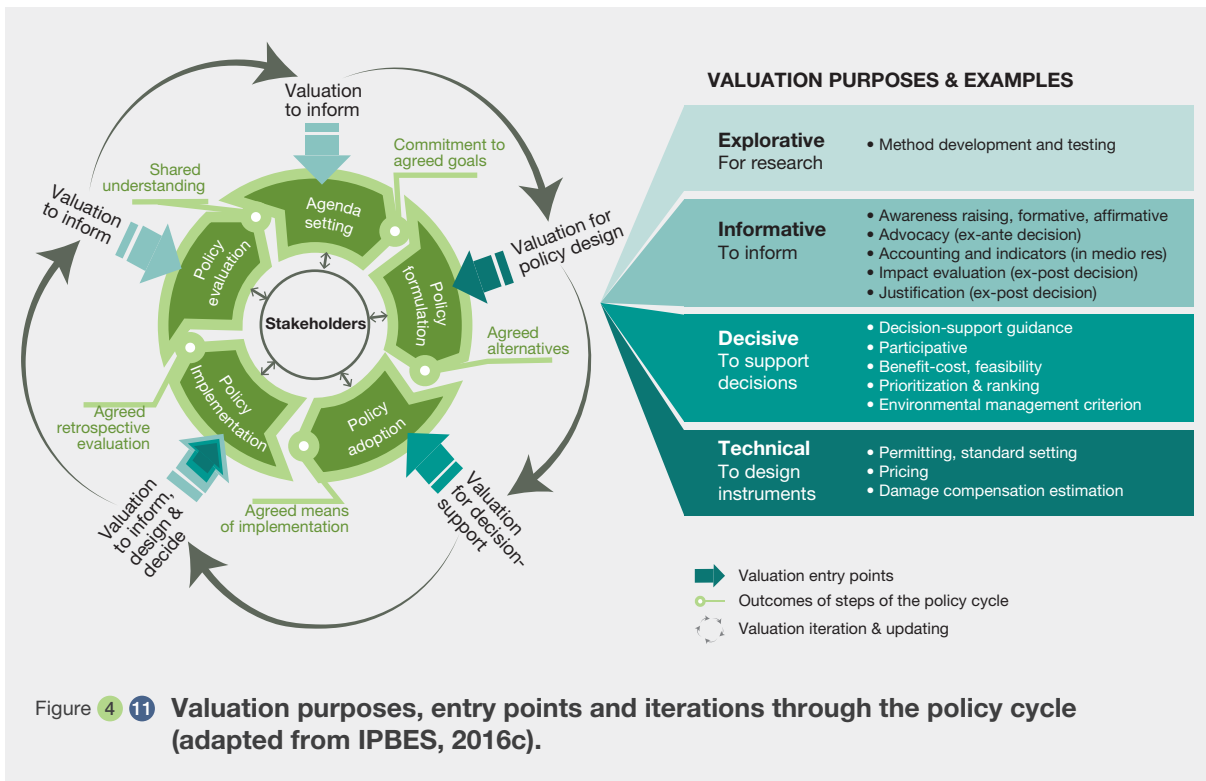 Valuation
to inform
Commitment to
agreed goals
Shared
understanding
Valuation
to inform
Agenda
setting
Valuation for
policy design
Policy
evaluation
Policy
formulation
Stakeholders
Agreed
alternatives
Policy
Implementation
Policy
adoption
Agreed
retrospective
evaluation
Agreed means
of implementation
Valuation
to inform,
design &
decide
Valuation
for decision-
support
VALUATION PURPOSES & EXAMPLES
Explorative
For research
• Method development and testing
Informative
To inform
• Awareness raising, formative, affirmative
• Advocacy (ex-ante decision)
• Accounting and indicators (in medio res)
• Impact evaluation (ex-post decision)
• Justification (ex-post decision)
Decisive
To support
decisions
• Decision-support guidance
• Participative
• Benefit-cost, feasibility
• Prioritization & ranking
• Environmental management criterion
Technical
To design
instruments
• Permitting, standard setting
• Pricing
• Damage compensation estimation
Valuation entry points
Outcomes of steps of the policy cycle
Valuation iteration & updating
Figure 4 11 Valuation purposes, entry points and iterations through the policy cycle
(adapted from IPBES, 2016c).